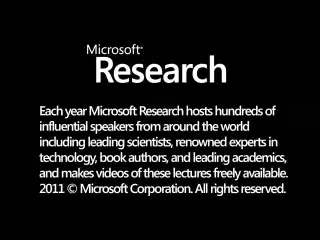 Microsoft®
Research
Each year Microsoft Research hosts hundreds of
influential speakers from around the world
including leading scientists, renowned experts in
technology, book authors, and leading academics,
and makes videos of these lectures freely available.
2011 © Microsoft Corporation. All rights reserved.